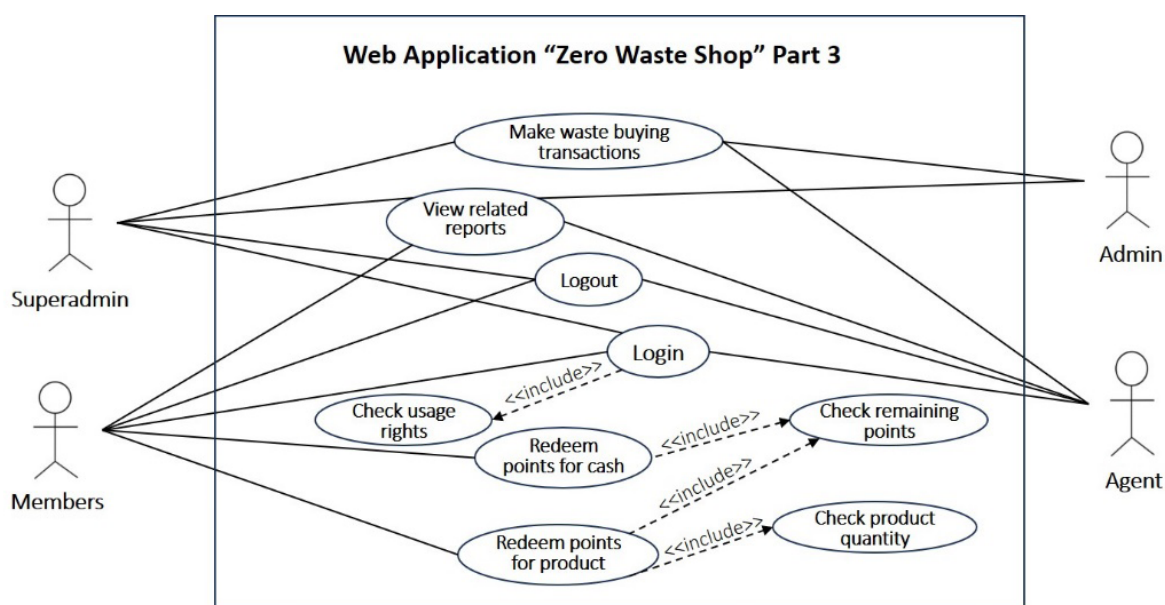 Web Application “Zero Waste Shop” Part 3
Make waste buying
transactions
View related
reports
Superadmin
Admin
Logout
Login
<<include>>
Check usage
rights
Redeem
points for cash
<<include>>
Check remaining
points
Members
Agent
<<include>>
Redeem points
for product
<<include>>
Check product
quantity